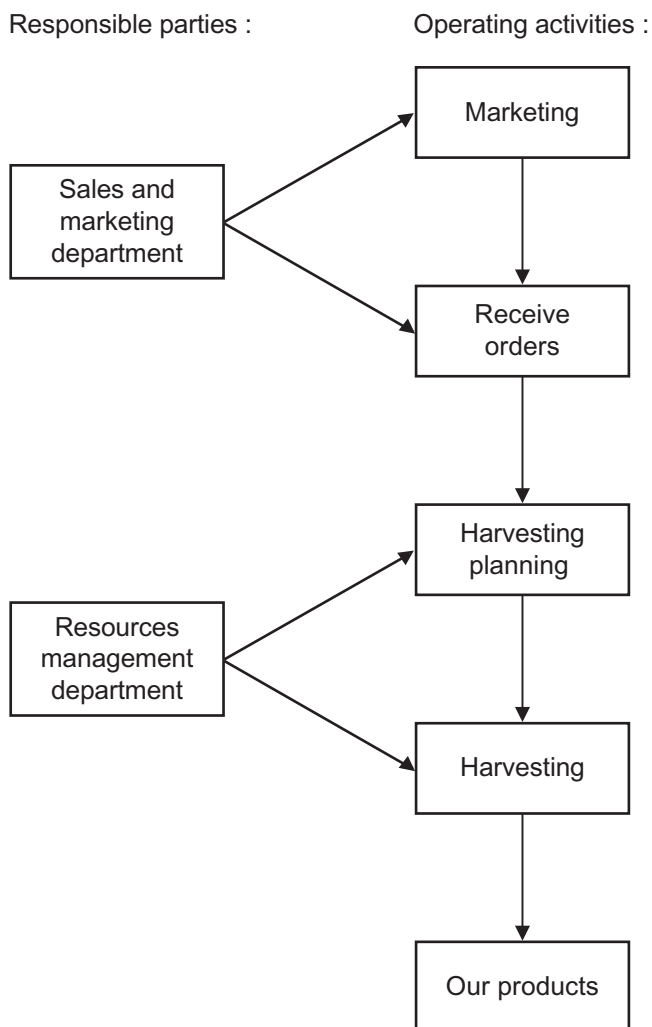 Responsible parties :
Operating activities :
Marketing
Sales and
marketing
department
Receive
orders
Harvesting
planning
Resources
management
department
Harvesting
Our products